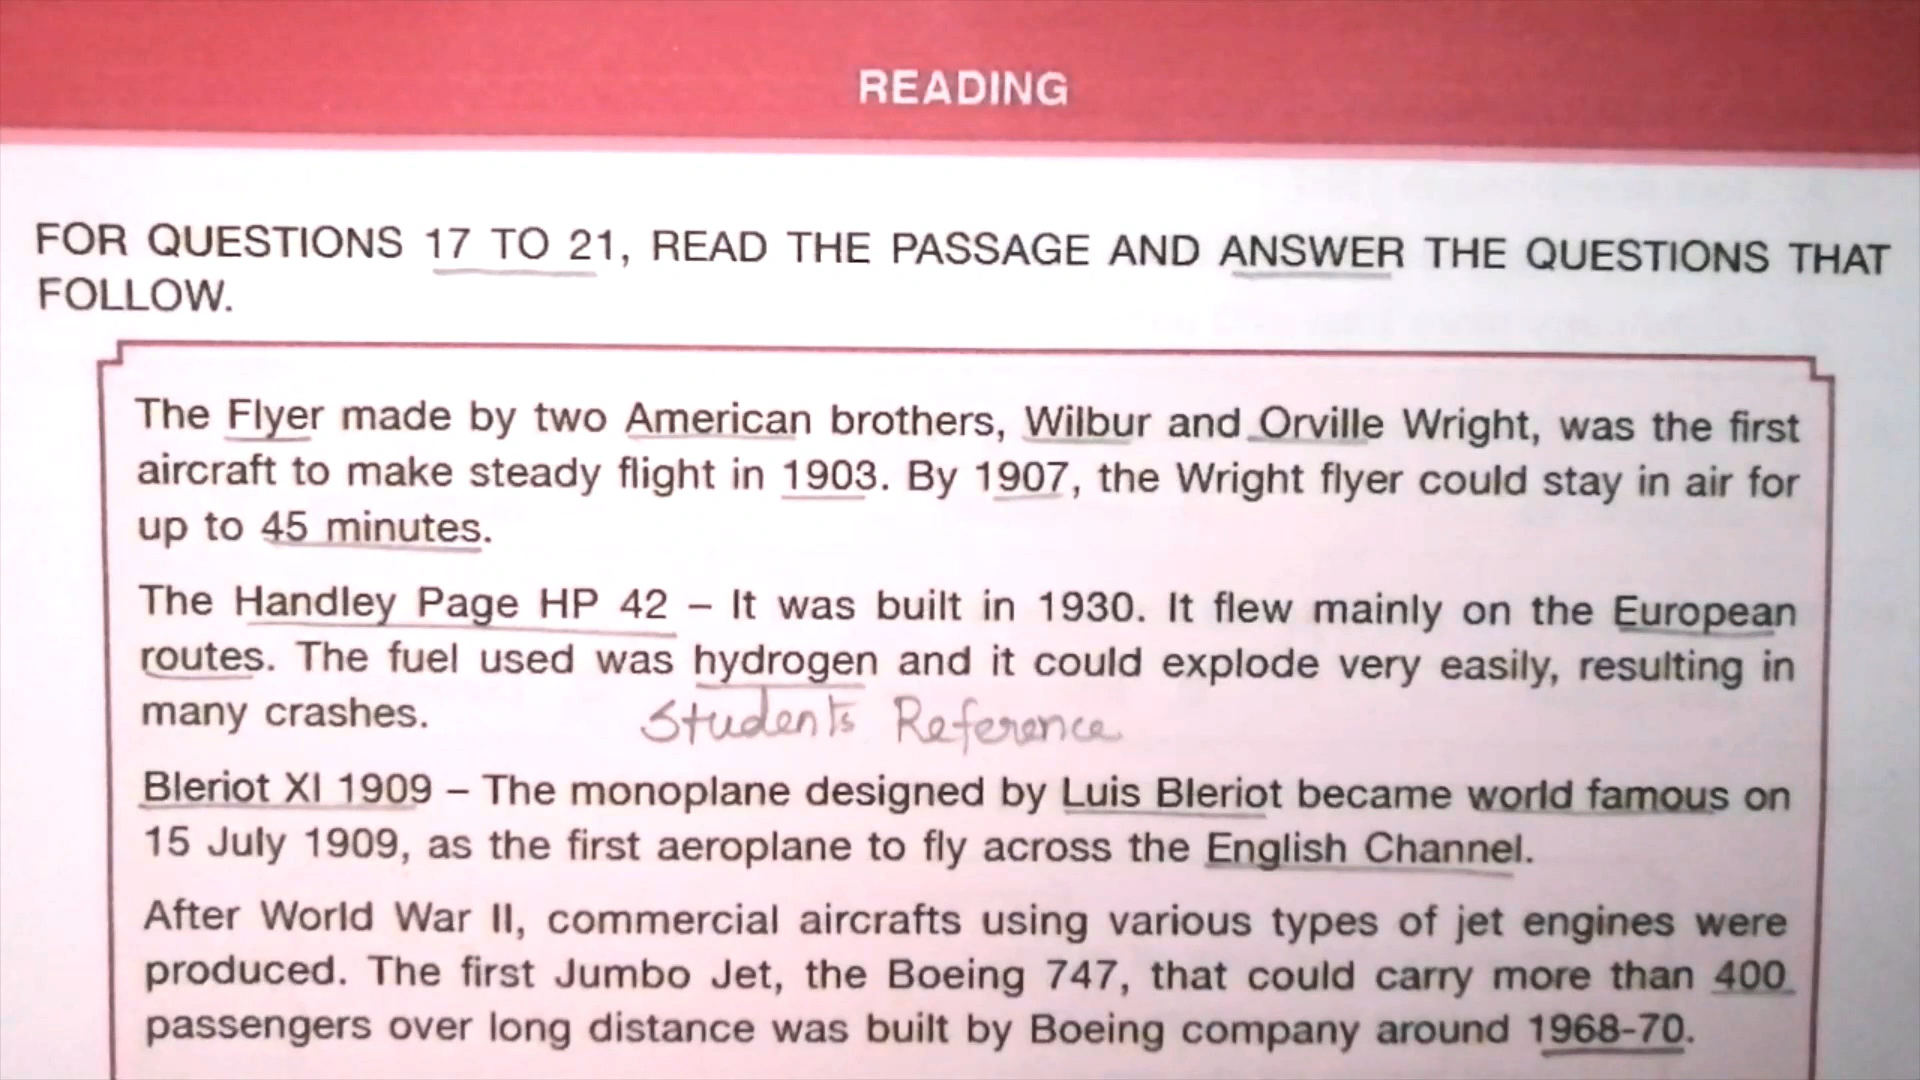 READING
FOR QUESTIONS 17 TO 21, READ THE PASSAGE AND ANSWER THE QUESTIONS THAT
FOLLOW.
The Flyer made by two American brothers, Wilbur and Orville Wright, was the first
aircraft to make steady flight in 1903. By 1907, the Wright flyer could stay in air for
up to 45 minutes.
The Handley Page HP 42 – It was built in 1930. It flew mainly on the European
routes. The fuel used was hydrogen and it could explode very easily, resulting in
many crashes.
Students Reference
Bleriot XI 1909 – The monoplane designed by Luis Bleriot became world famous on
15 July 1909, as the first aeroplane to fly across the English Channel.
After World War II, commercial aircrafts using various types of jet engines were
produced. The first Jumbo Jet, the Boeing 747, that could carry more than 400
passengers over long distance was built by Boeing company around 1968-70.